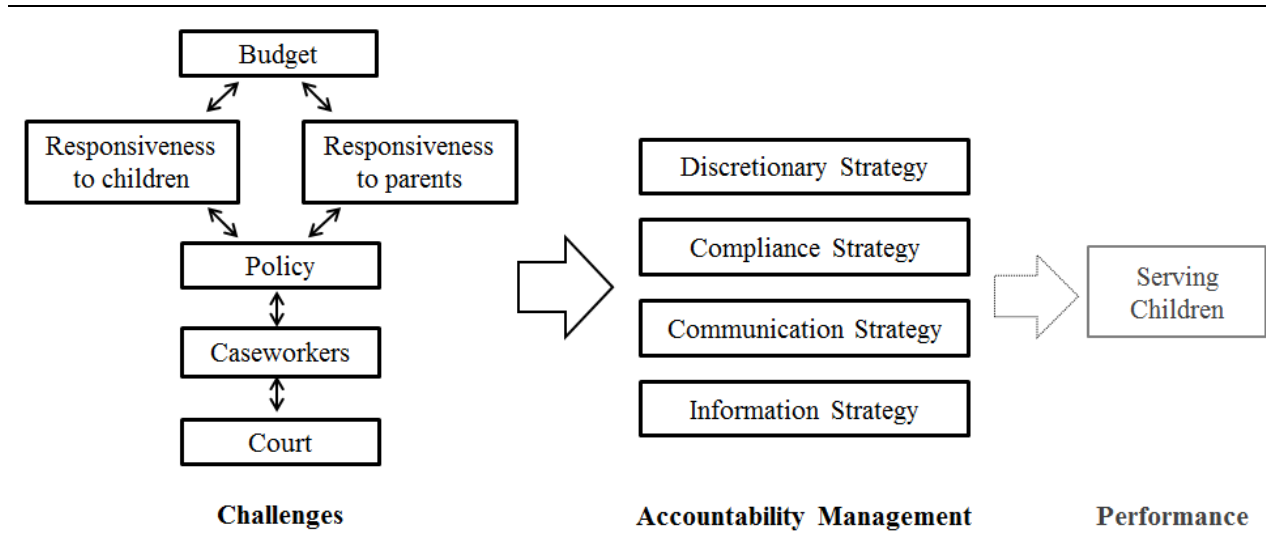 Budget
Responsiveness
to children
Responsiveness
to parents
Policy
Caseworkers
Court
Challenges
Discretionary Strategy
Compliance Strategy
Communication Strategy
Information Strategy
Accountability Management
Serving
Children
Performance